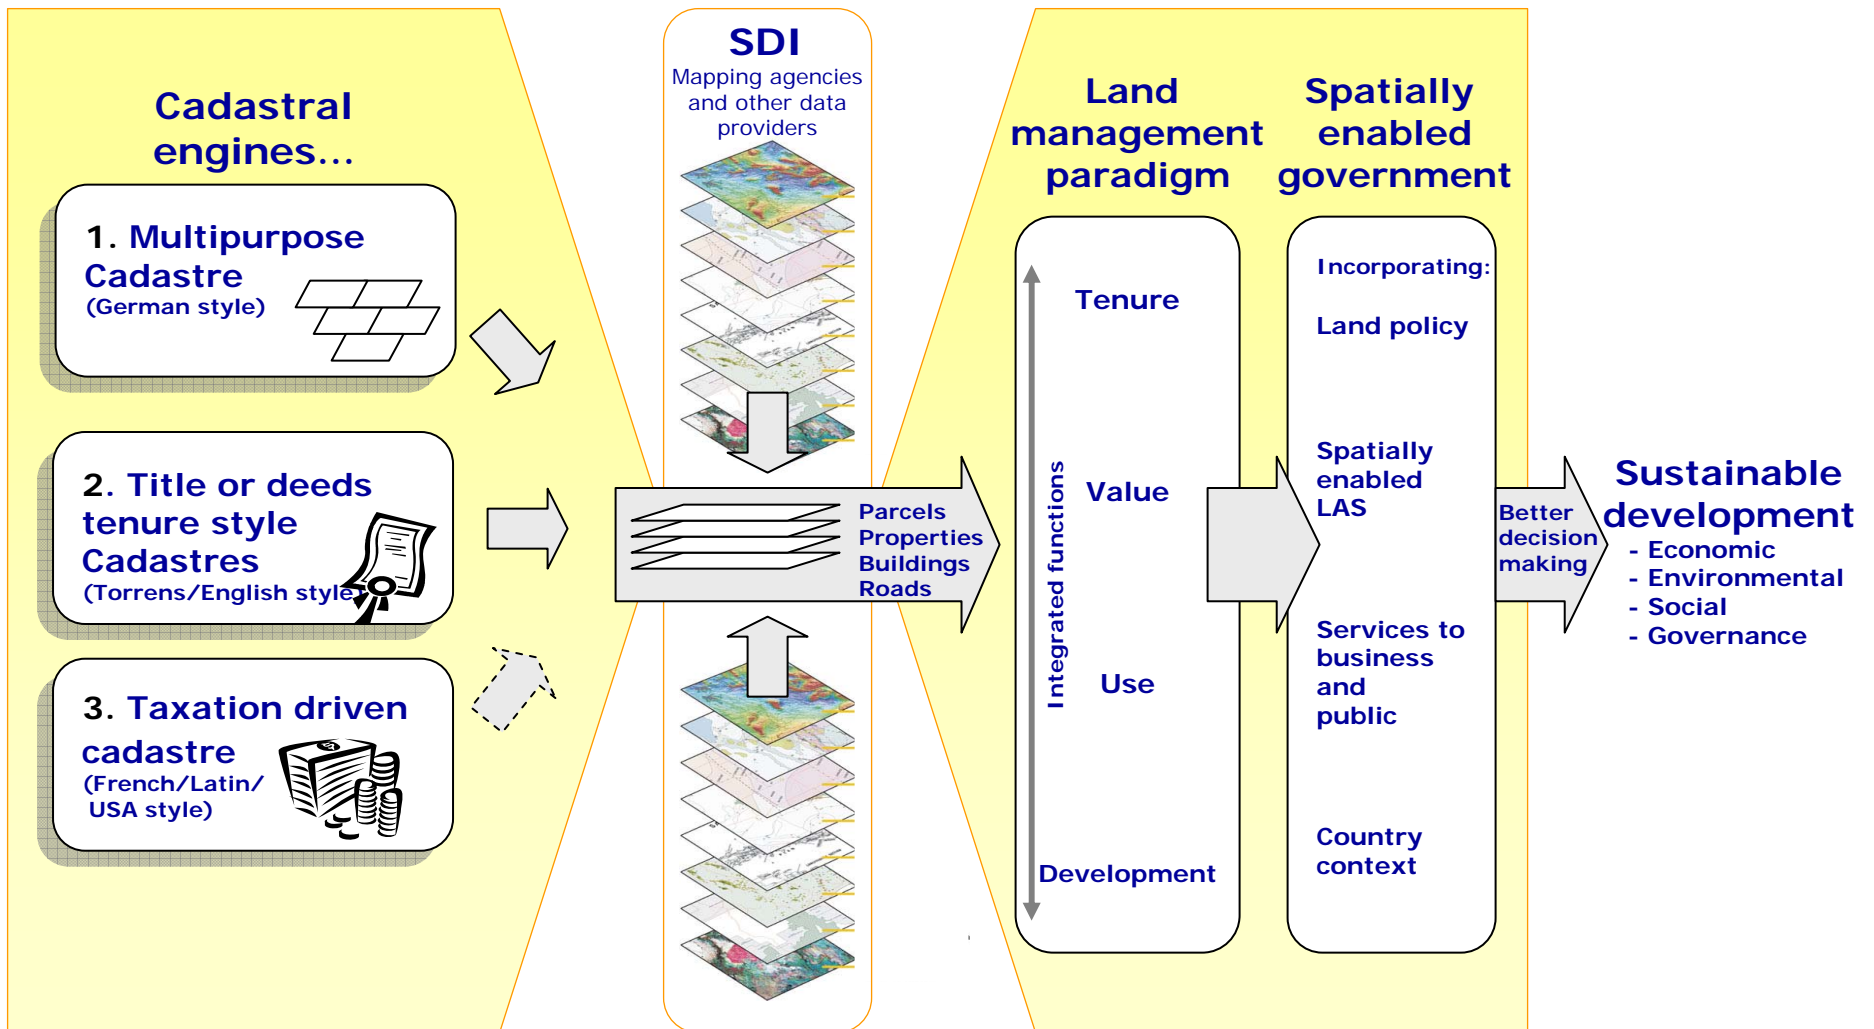 Cadastral
engines...
1. Multipurpose
Cadastre
(German style)
2. Title or deeds
tenure style
Cadastres
(Torrens/English style)
3. Taxation driven
cadastre
(French/Latin/
USA style)
SDI
Mapping agencies
and other data
providers
Parcels
Properties
Buildings
Roads
Land
management
paradigm
Integrated functions
Tenure
Value
Use
Development
Spatially
enabled
government
Incorporating:
Land policy
Spatially
enabled
LAS
Services to
business
and
public
Country
context
Better
decision
making
Sustainable
development
- Economic
- Environmental
- Social
- Governance